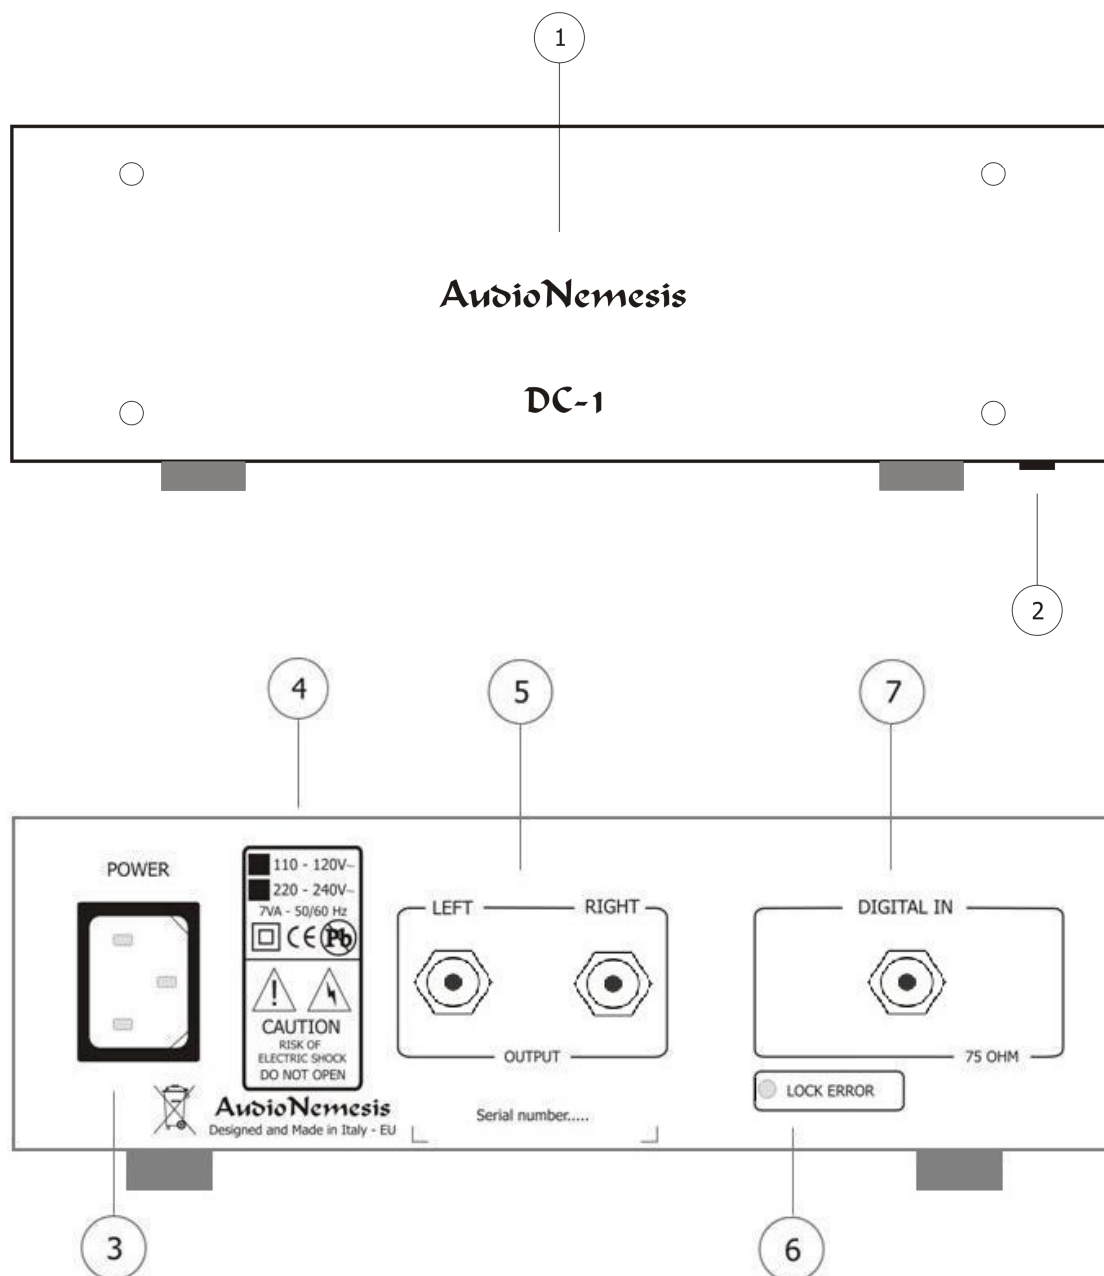 1
AudioNemesis
DC-1
2
4
5
7
POWER
110 - 120V~
220 - 240V~
7VA - 50/60 Hz
CE Pb
CAUTION
RISK OF
ELECTRIC SHOCK
DO NOT OPEN
LEFT RIGHT
OUTPUT
DIGITAL IN
75 OHM
LOCK ERROR
AudioNemesis
Designed and Made in Italy - EU
Serial number.....
3
6